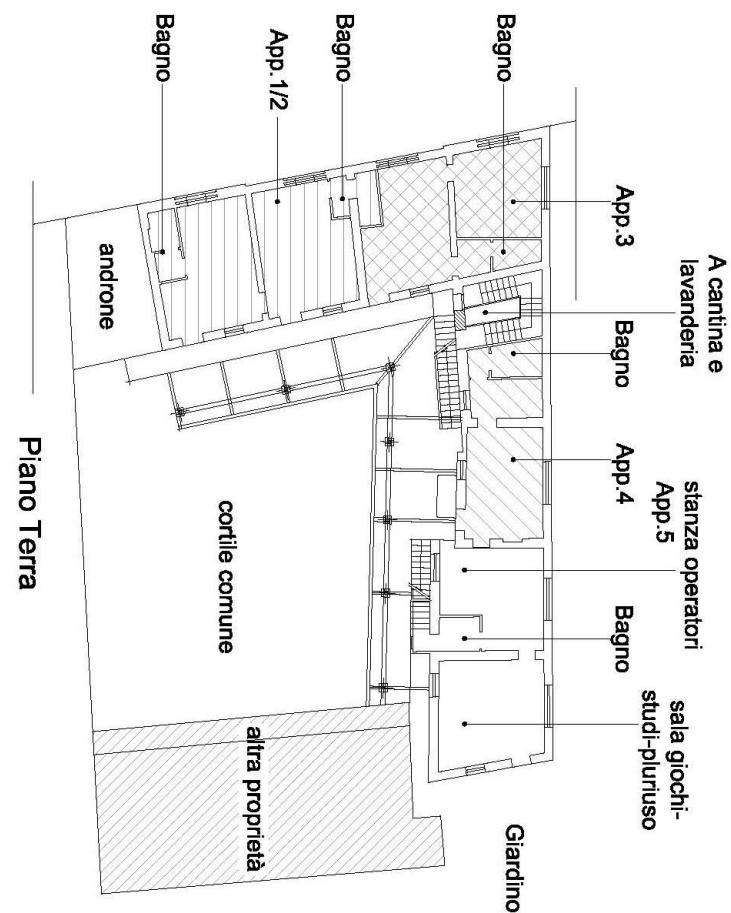 Bagno
App.1/2
Bagno
Bagno
App.3
A cantina e
lavanderia
Bagno
App.4
stanza operatori
App.5
Bagno
sala giochi-
studi-pluriuso
androne
cortile comune
altra proprietà
Giardino
Piano Terra